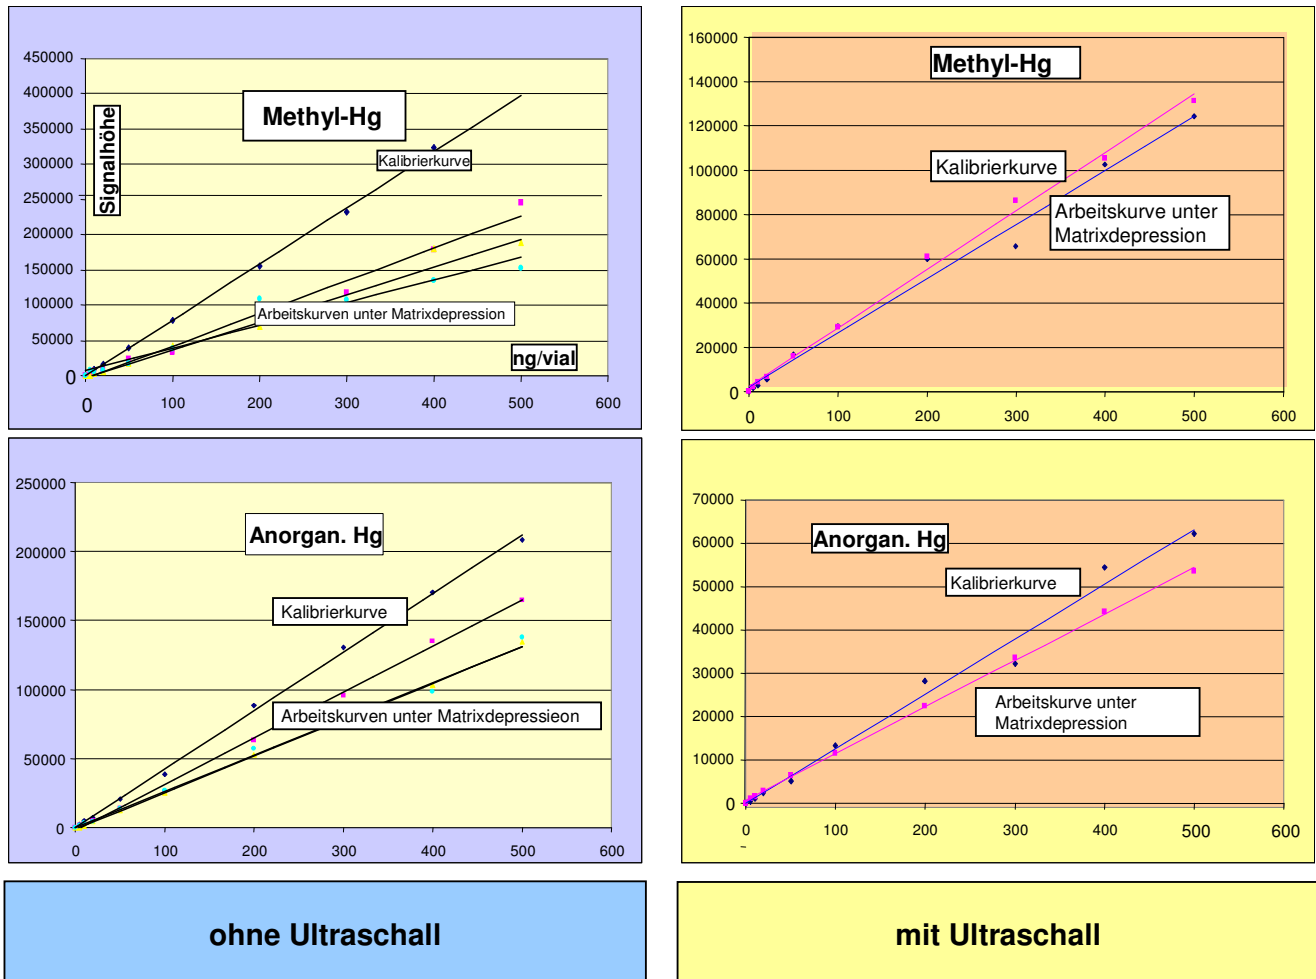 450000
400000
350000
300000
250000
200000
150000
100000
50000
0
Signalhöhe
Methyl-Hg
Kalibrierkurve
Arbeitskurven unter Matrixdepression
ng/vial
0 100 200 300 400 500 600
160000
140000
120000
100000
80000
60000
40000
20000
0
Methyl-Hg
Kalibrierkurve
Arbeitskurve unter
Matrixdepression
0 100 200 300 400 500 600
250000
200000
150000
100000
50000
0
Anorgan. Hg
Kalibrierkurve
Arbeitskurven unter Matrixdepressieon
0 100 200 300 400 500 600
70000
60000
50000
40000
30000
20000
10000
0
Anorgan. Hg
Kalibrierkurve
Arbeitskurve unter
Matrixdepression
0 100 200 300 400 500 600
ohne Ultraschall
mit Ultraschall